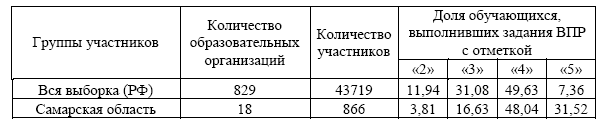 Группы участников
Количество
образовательных
организаций
Количество
участников
Доля обучающихся,
выполнивших задания ВПР
с отметкой
«2» «3» «4» «5»
Вся выборка (РФ) 829 43719 11,94 31,08 49,63 7,36
Самарская область 18 866 3,81 16,63 48,04 31,52